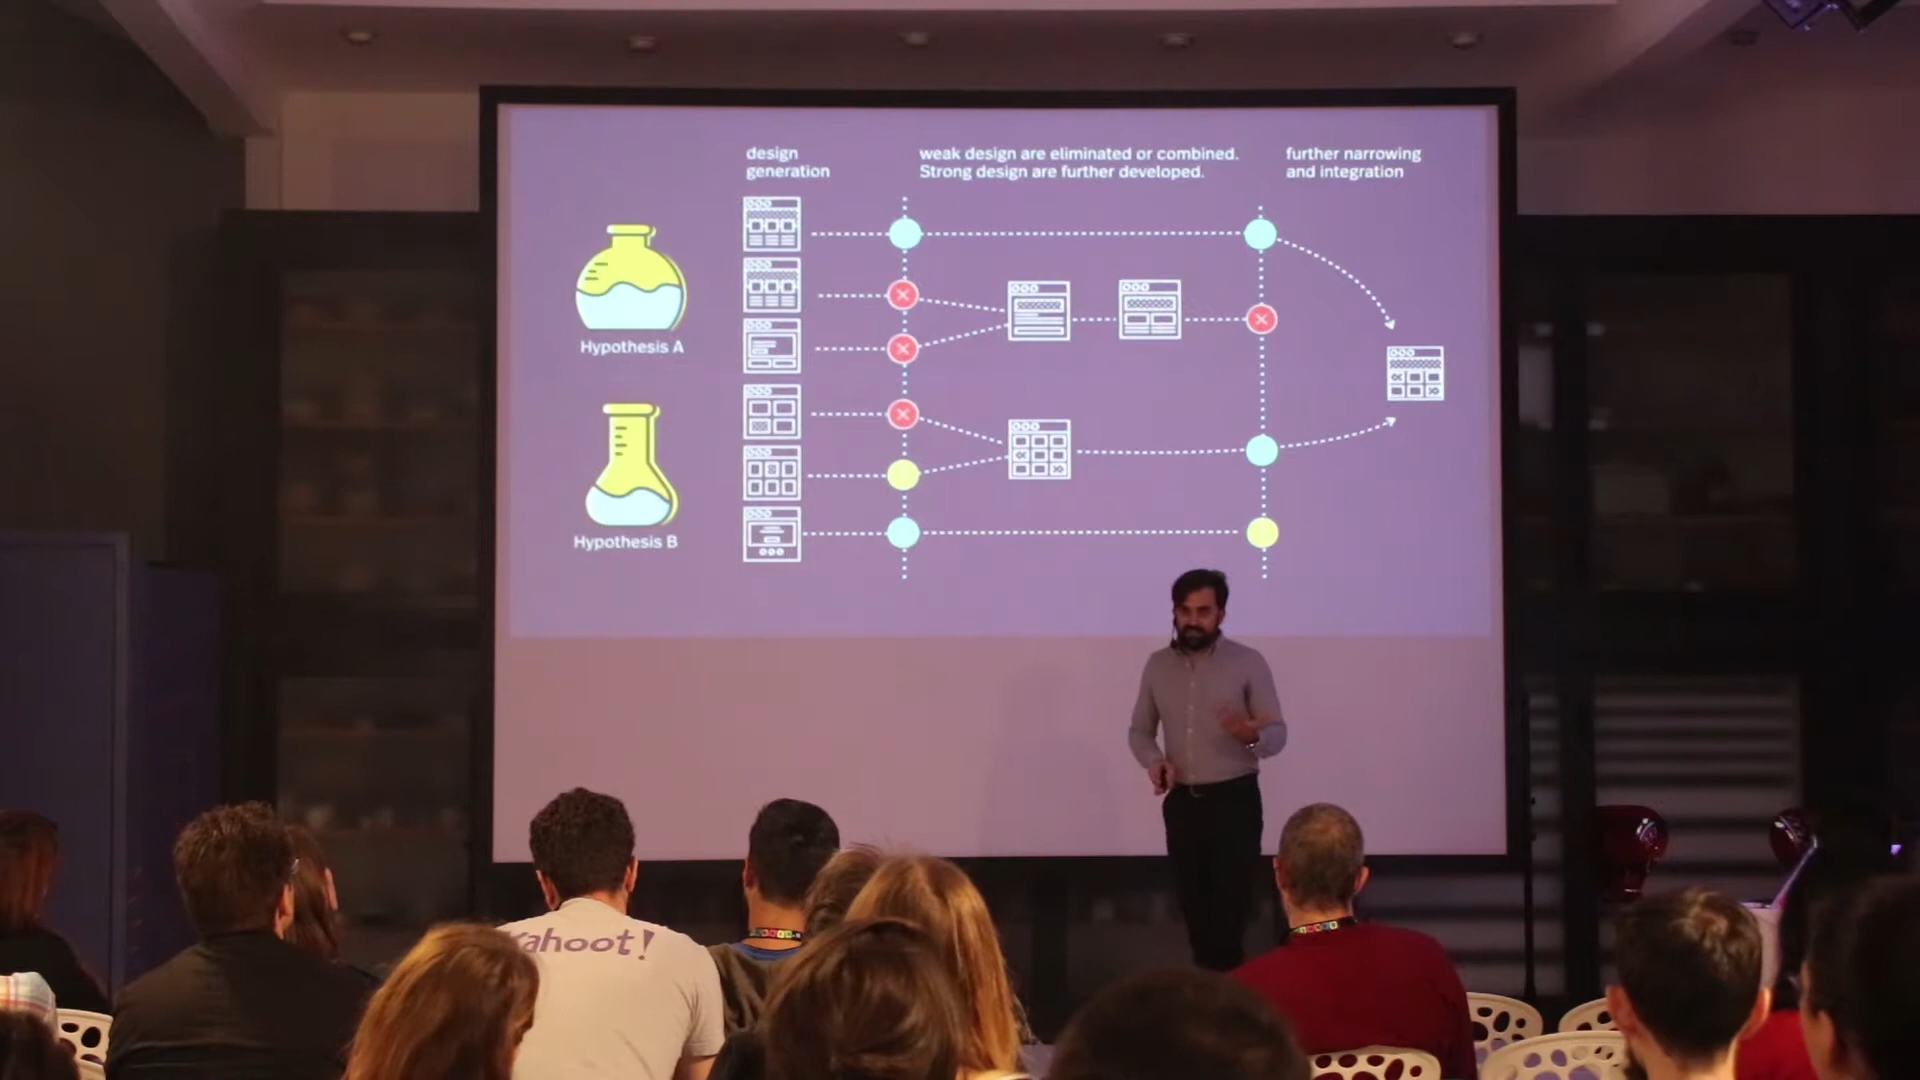 design
generation
weak design are eliminated or combined.
Strong design are further developed.
further narrowing
and integration
Hypothesis A
Hypothesis B
Kahoot!